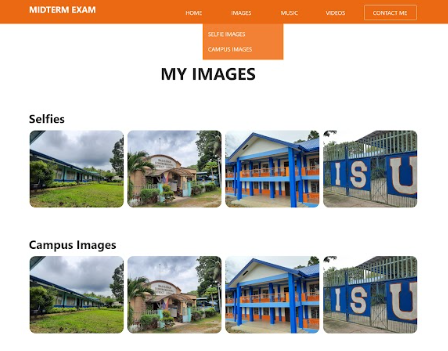 MIDTERM EXAM
HOME
IMAGES
MUSIC
VIDEOS
CONTACT ME
SELFIE IMAGES
CAMPUS IMAGES
MY IMAGES
Selfies
ISU
Campus Images
ISU